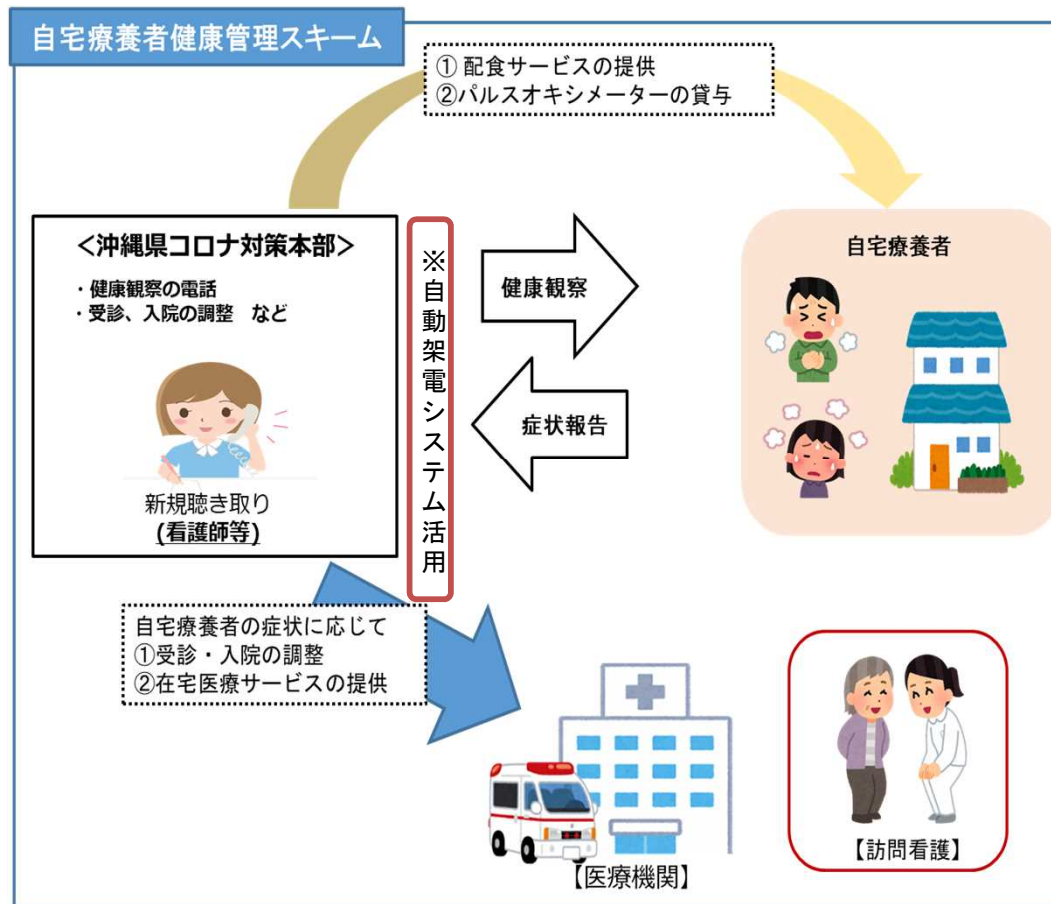 自宅療養者健康管理スキーム
① 配食サービスの提供
②パルスオキシメーターの貸与
<沖縄県コロナ対策本部>
・健康観察の電話
・受診、入院の調整　など
新規聴き取り
(看護師等)
※自動架電システム活用
健康観察
症状報告
自宅療養者
自宅療養者の症状に応じて
①受診・入院の調整
②在宅医療サービスの提供
【医療機関】
【訪問看護】